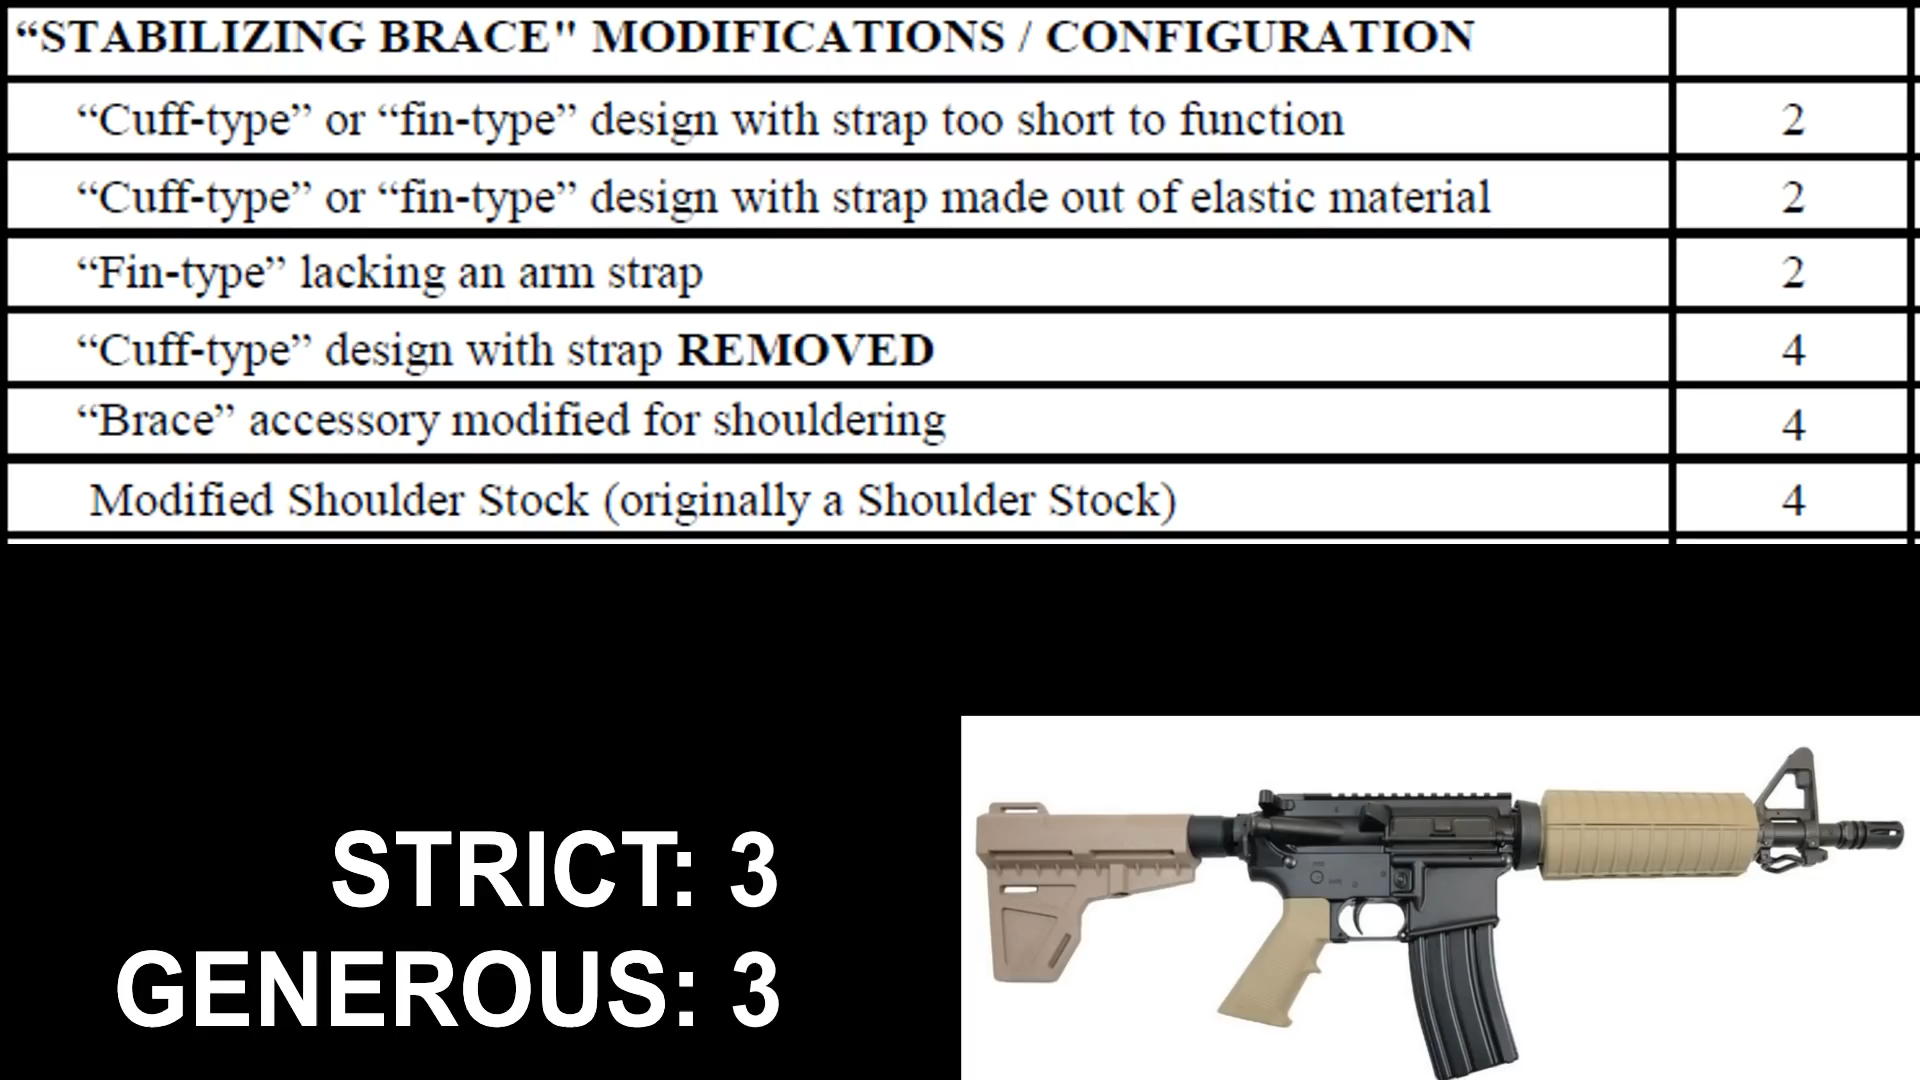 “STABILIZING BRACE" MODIFICATIONS / CONFIGURATION
“Cuff-type” or “fin-type” design with strap too short to function 2
“Cuff-type” or “fin-type” design with strap made out of elastic material 2
“Fin-type” lacking an arm strap 2
“Cuff-type” design with strap REMOVED 4
“Brace” accessory modified for shouldering 4
Modified Shoulder Stock (originally a Shoulder Stock) 4
STRICT: 3
GENEROUS: 3